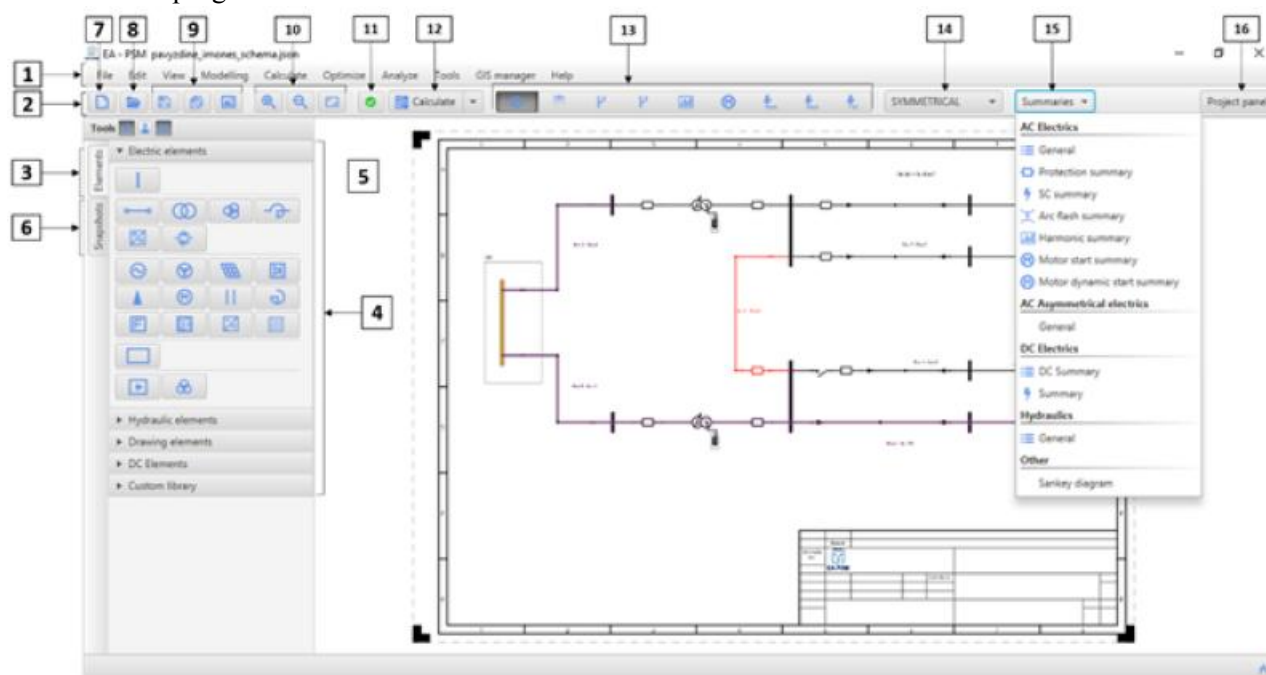 7 8 9 10 11 12 13 14 15 16
EA - PSM pavyzdine_imones_schema.json
1 File Edit View Modelling Calculate Optimize Analyze Tools GIS manager Help
2 Calculate SYMMETRICAL Summaries Project panel
Tools
3 Elements
Electric elements
5
6 Snapshots
4
Hydraulic elements
Drawing elements
DC Elements
Custom library
AC Electrics
General
Protection summary
SC summary
Arc flash summary
Harmonic summary
Motor start summary
Motor dynamic start summary
AC Asymmetrical electrics
General
DC Electrics
DC Summary
Summary
Hydraulics
General
Other
Sankey diagram